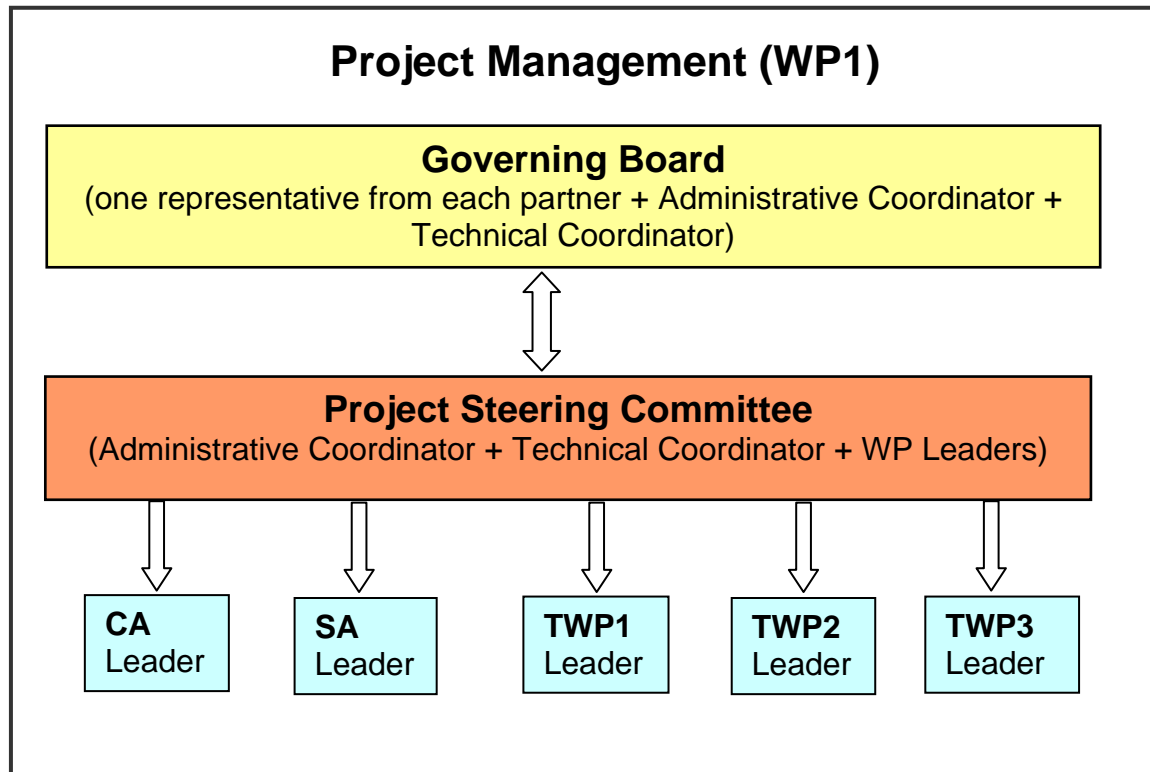 Project Management (WP1)
Governing Board
(one representative from each partner + Administrative Coordinator +
Technical Coordinator)
Project Steering Committee
(Administrative Coordinator + Technical Coordinator + WP Leaders)
CA
Leader
SA
Leader
TWP1
Leader
TWP2
Leader
TWP3
Leader